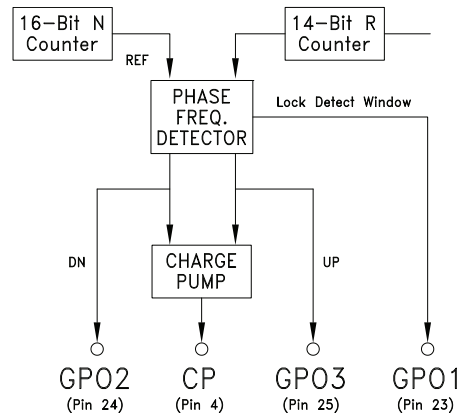 16-Bit N
Counter
14-Bit R
Counter
REF
PHASE
FREQ.
DETECTOR
Lock Detect Window
DN
CHARGE
PUMP
UP
GPO2
(Pin 24)
CP
(Pin 4)
GPO3
(Pin 25)
GPO1
(Pin 23)